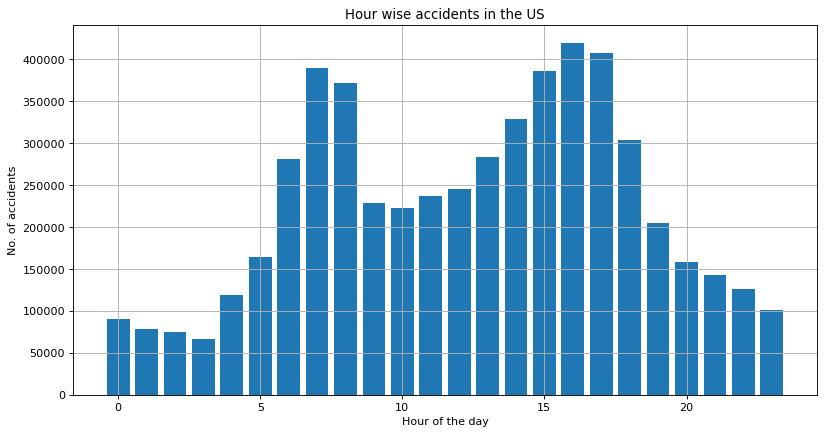 Hour wise accidents in the US
400000
350000
300000
250000
200000
150000
100000
50000
0
No. of accidents
0 5 10 15 20
Hour of the day